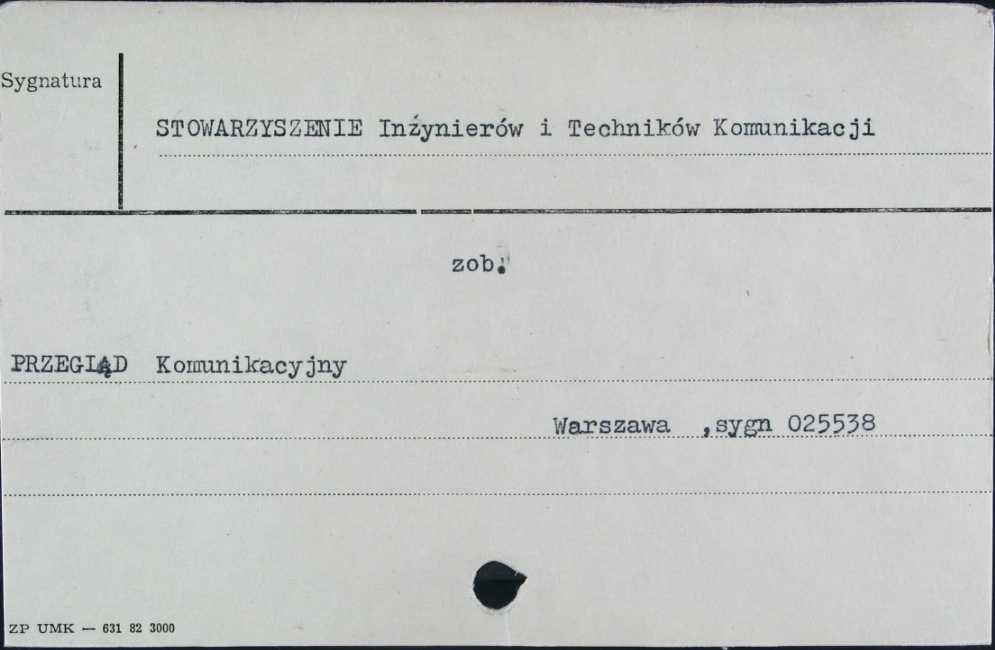 Sygnatura
STOWARZYSZENIE Inżynierów i Techników Komunikacji
zob.
PRZEGLĄD Komunikacyjny
Warszawa ,sygn 025538
ZP UMK — 631 82 3000